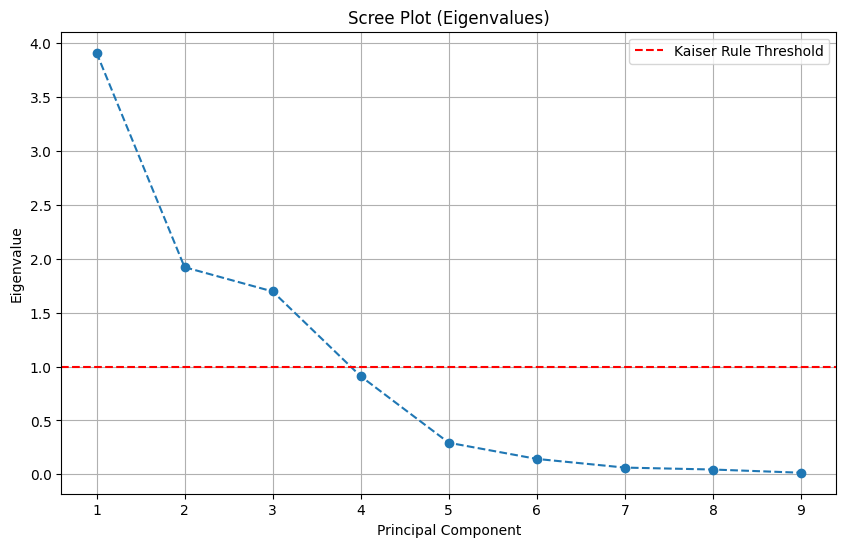 Scree Plot (Eigenvalues)
Kaiser Rule Threshold
Eigenvalue
4.0
3.5
3.0
2.5
2.0
1.5
1.0
0.5
0.0
1 2 3 4 5 6 7 8 9
Principal Component